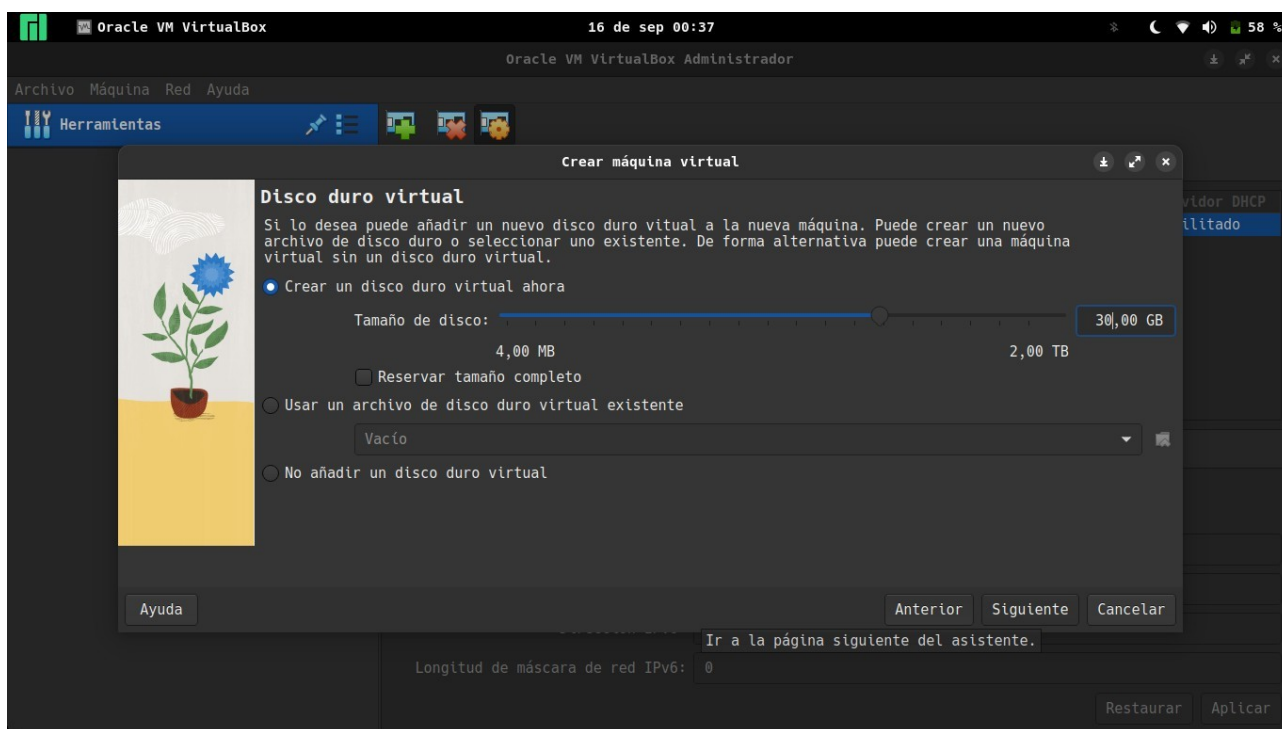 Oracle VM VirtualBox
16 de sep 00:37
58 %
Oracle VM VirtualBox Administrador
Archivo Máquina Red Ayuda
Herramientas
Crear máquina virtual
vidor DHCP
ilitado
Disco duro virtual
Si lo desea puede añadir un nuevo disco duro vitual a la nueva máquina. Puede crear un nuevo
archivo de disco duro o seleccionar uno existente. De forma alternativa puede crear una máquina
virtual sin un disco duro virtual.
Crear un disco duro virtual ahora
Tamaño de disco:
30,00 GB
4,00 MB
2,00 TB
Reservar tamaño completo
Usar un archivo de disco duro virtual existente
Vacío
No añadir un disco duro virtual
Ayuda
Anterior
Siguiente
Cancelar
Ir a la página siguiente del asistente.
Longitud de máscara de red IPv6: 0
Restaurar
Aplicar